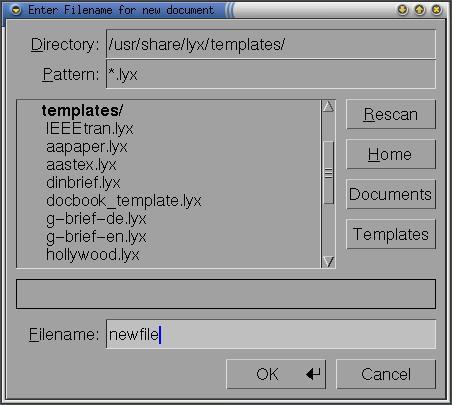 Enter Filename for new document
Directory: /usr/share/lyx/templates/
Pattern: *.lyx
templates/
IEEEtran.lyx
aapaper.lyx
aastex.lyx
dinbrief.lyx
docbook_template.lyx
g-brief-de.lyx
g-brief-en.lyx
hollywood.lyx
Rescan
Home
Documents
Templates
Filename: newfile
OK
Cancel